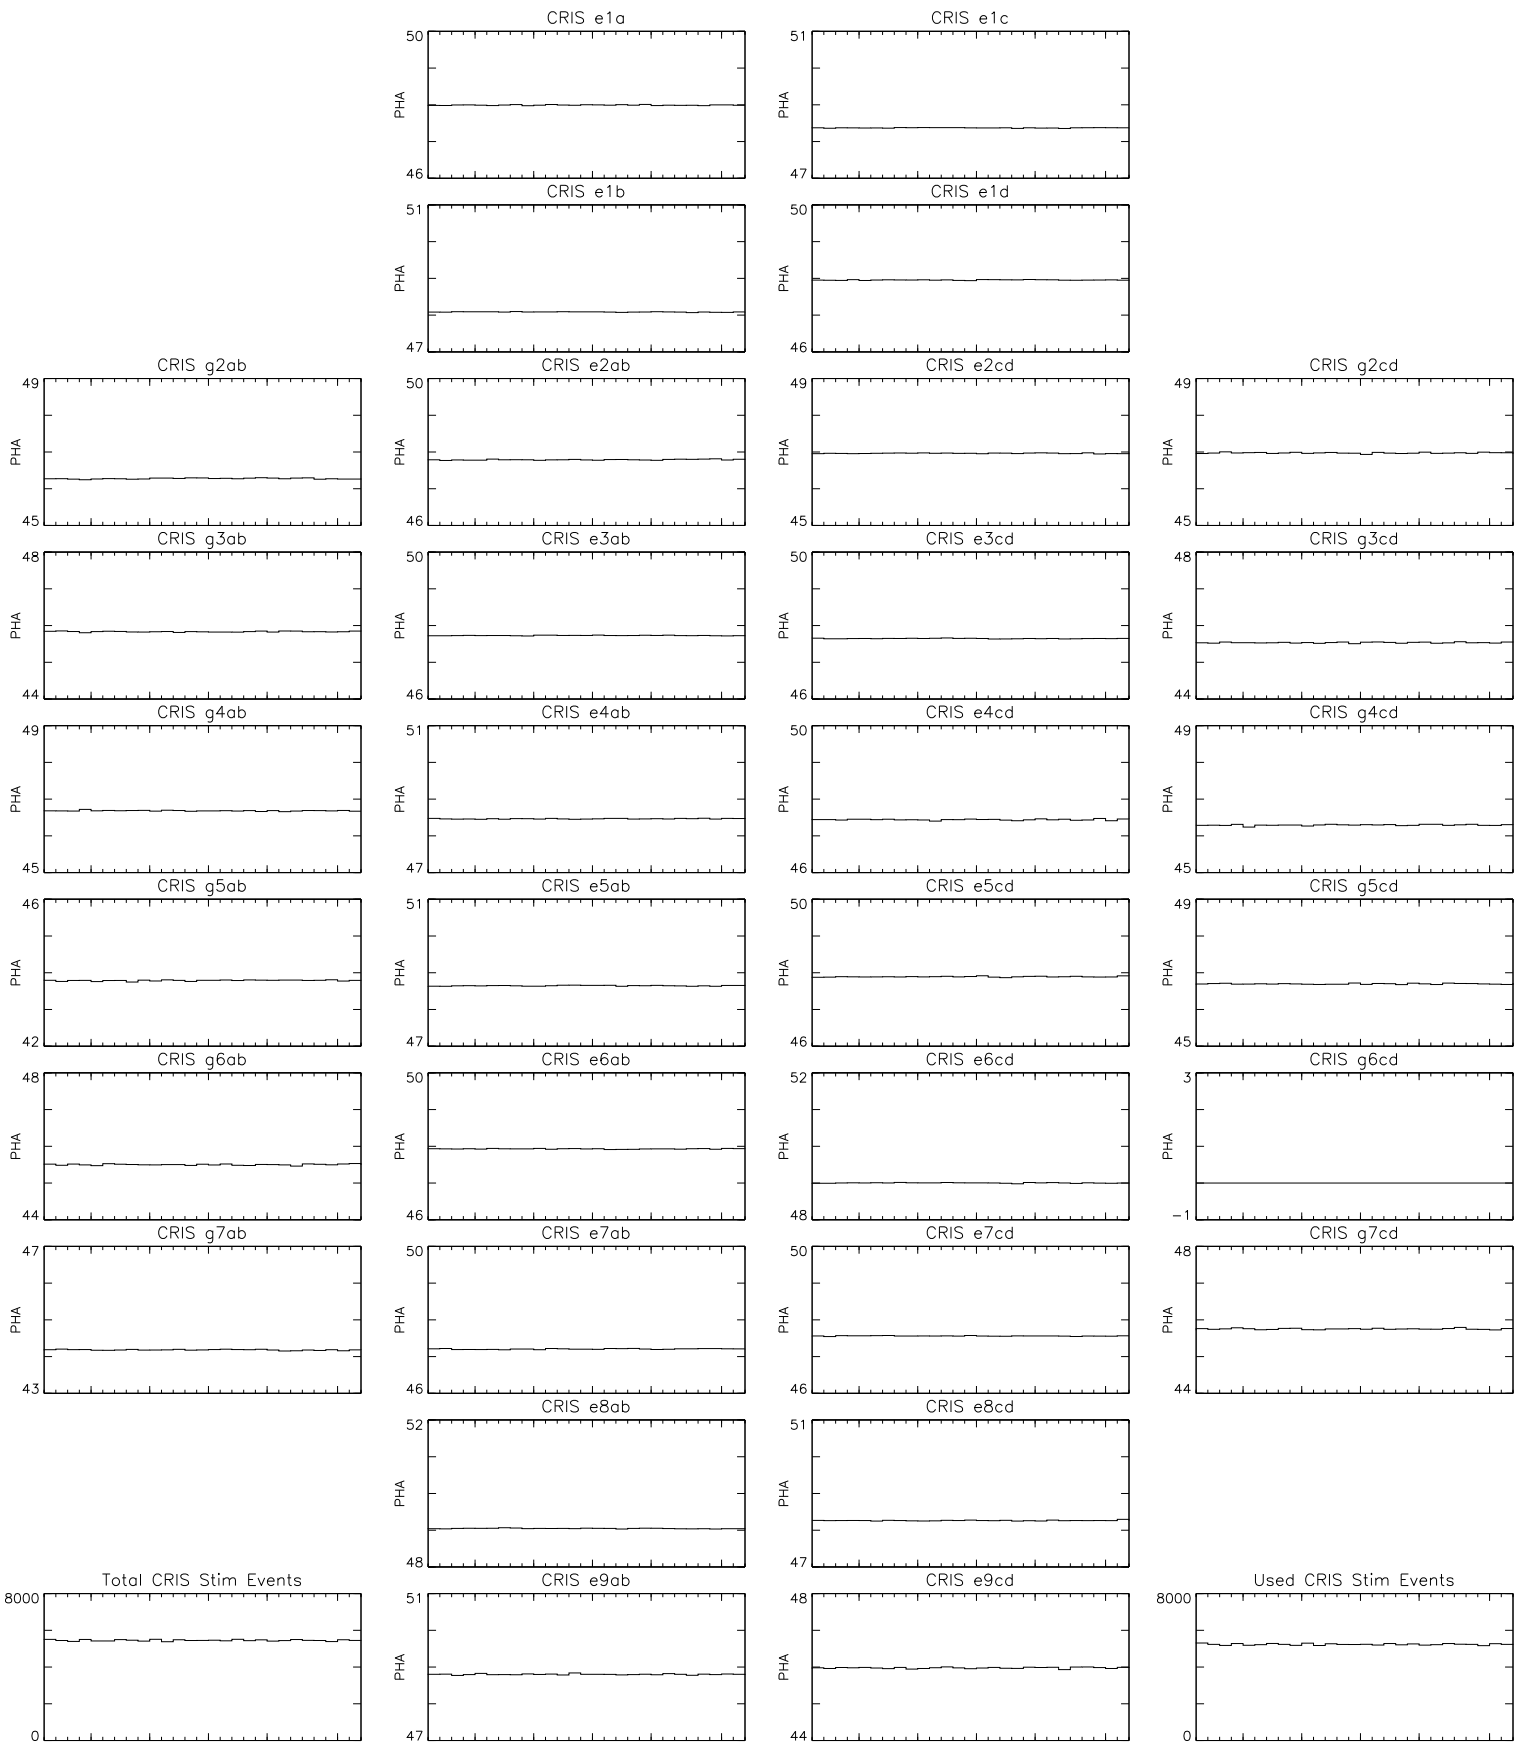 CRIS e1a CRIS e1c
50 51
PHA PHA
46 47
CRIS e1b CRIS e1d
51 50
PHA PHA
47 46
CRIS g2ab CRIS e2ab CRIS e2cd CRIS g2cd
49 50 49 49
PHA PHA PHA PHA
45 46 45 45
CRIS g3ab CRIS e3ab CRIS e3cd CRIS g3cd
48 50 50 48
PHA PHA PHA PHA
44 46 46 44
CRIS g4ab CRIS e4ab CRIS e4cd CRIS g4cd
49 51 50 49
PHA PHA PHA PHA
45 47 46 45
CRIS g5ab CRIS e5ab CRIS e5cd CRIS g5cd
46 51 50 49
PHA PHA PHA PHA
42 47 46 45
CRIS g6ab CRIS e6ab CRIS e6cd CRIS g6cd
48 50 52 3
PHA PHA PHA PHA
44 46 48 -1
CRIS g7ab CRIS e7ab CRIS e7cd CRIS g7cd
47 50 50 48
PHA PHA PHA PHA
43 46 46 44
CRIS e8ab CRIS e8cd
52 51
PHA PHA
48 47
Total CRIS Stim Events CRIS e9ab CRIS e9cd Used CRIS Stim Events
8000 51 48 8000
PHA PHA
0 47 44 0